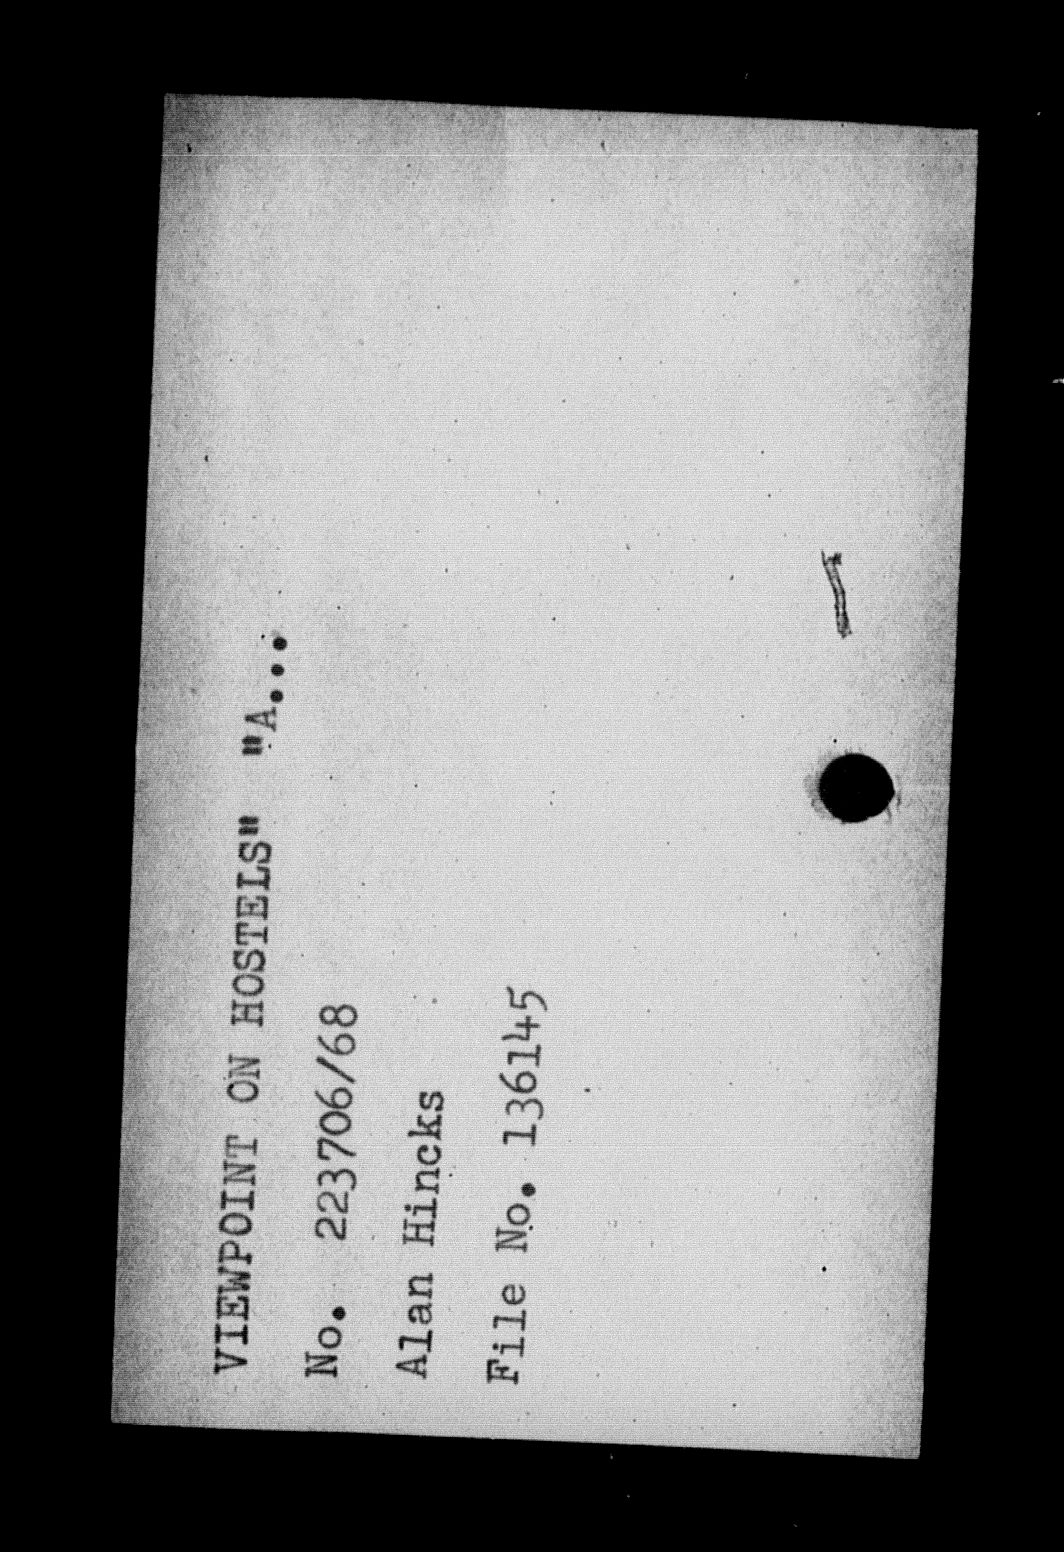 VIEWPOINT ON HOSTELS" "A...
No. 223706/68
Alan Hincks
File No. 136145